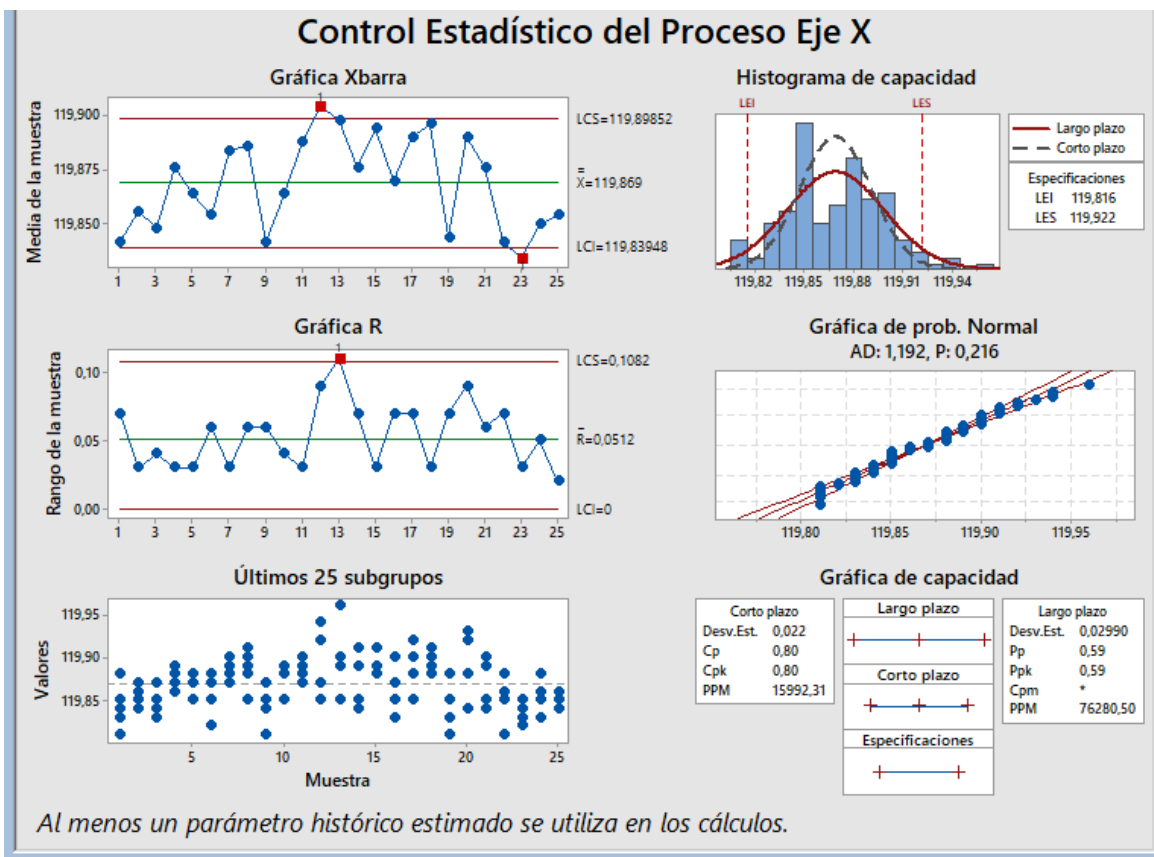 Control Estadístico del Proceso Eje X
Gráfica Xbarra
Media de la muestra
119,900
119,875
119,850
1
LCS=119,89852
X=119,869
LCI=119,83948
1
1 3 5 7 9 11 13 15 17 19 21 23 25
Histograma de capacidad
LEI LES
Largo plazo
Corto plazo
Especificaciones
LEI 119,816
LES 119,922
119,82 119,85 119,88 119,91 119,94
Gráfica R
Rango de la muestra
0,10
0,05
0,00
1
LCS=0,1082
R=0,0512
LCI=0
1 3 5 7 9 11 13 15 17 19 21 23 25
Gráfica de prob. Normal
AD: 1,192, P: 0,216
119,80 119,85 119,90 119,95
Últimos 25 subgrupos
Valores
119,95
119,90
119,85
5 10 15 20 25
Muestra
Gráfica de capacidad
Corto plazo
Desv.Est. 0,022
Cp 0,80
Cpk 0,80
PPM 15992,31
Largo plazo
Corto plazo
Especificaciones
Largo plazo
Desv.Est. 0,02990
Pp 0,59
Ppk 0,59
Cpm *
PPM 76280,50
Al menos un parámetro histórico estimado se utiliza en los cálculos.